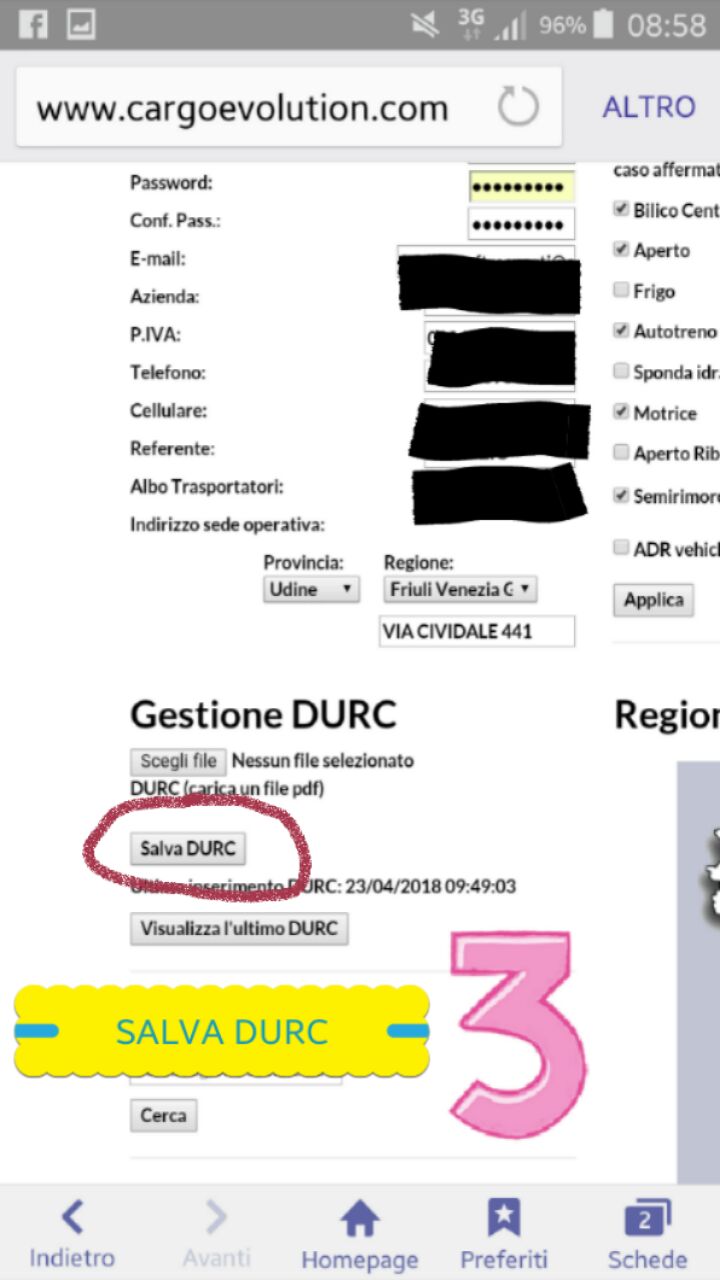 3G 96% 08:58
www.cargoevolution.com ALTRO
Password:
Conf. Pass.:
E-mail:
Azienda:
P.IVA:
Telefono:
Cellulare:
Referente:
Albo Trasportatori:
Indirizzo sede operativa:
Provincia: Regione:
Udine Friuli Venezia G
VIA CIVIDALE 441
caso affermat
Bilico Cent
Aperto
Frigo
Autotreno
Sponda idr
Motrice
Aperto Rib
Semirimor
ADR vehicl
Applica
Gestione DURC
Scegli file Nessun file selezionato
DURC (carica un file pdf)
Salva DURC
Ultimo inserimento DURC: 23/04/2018 09:49:03
Visualizza l'ultimo DURC
Region
SALVA DURC
3
Cerca
Indietro Avanti Homepage Preferiti 2 Schede